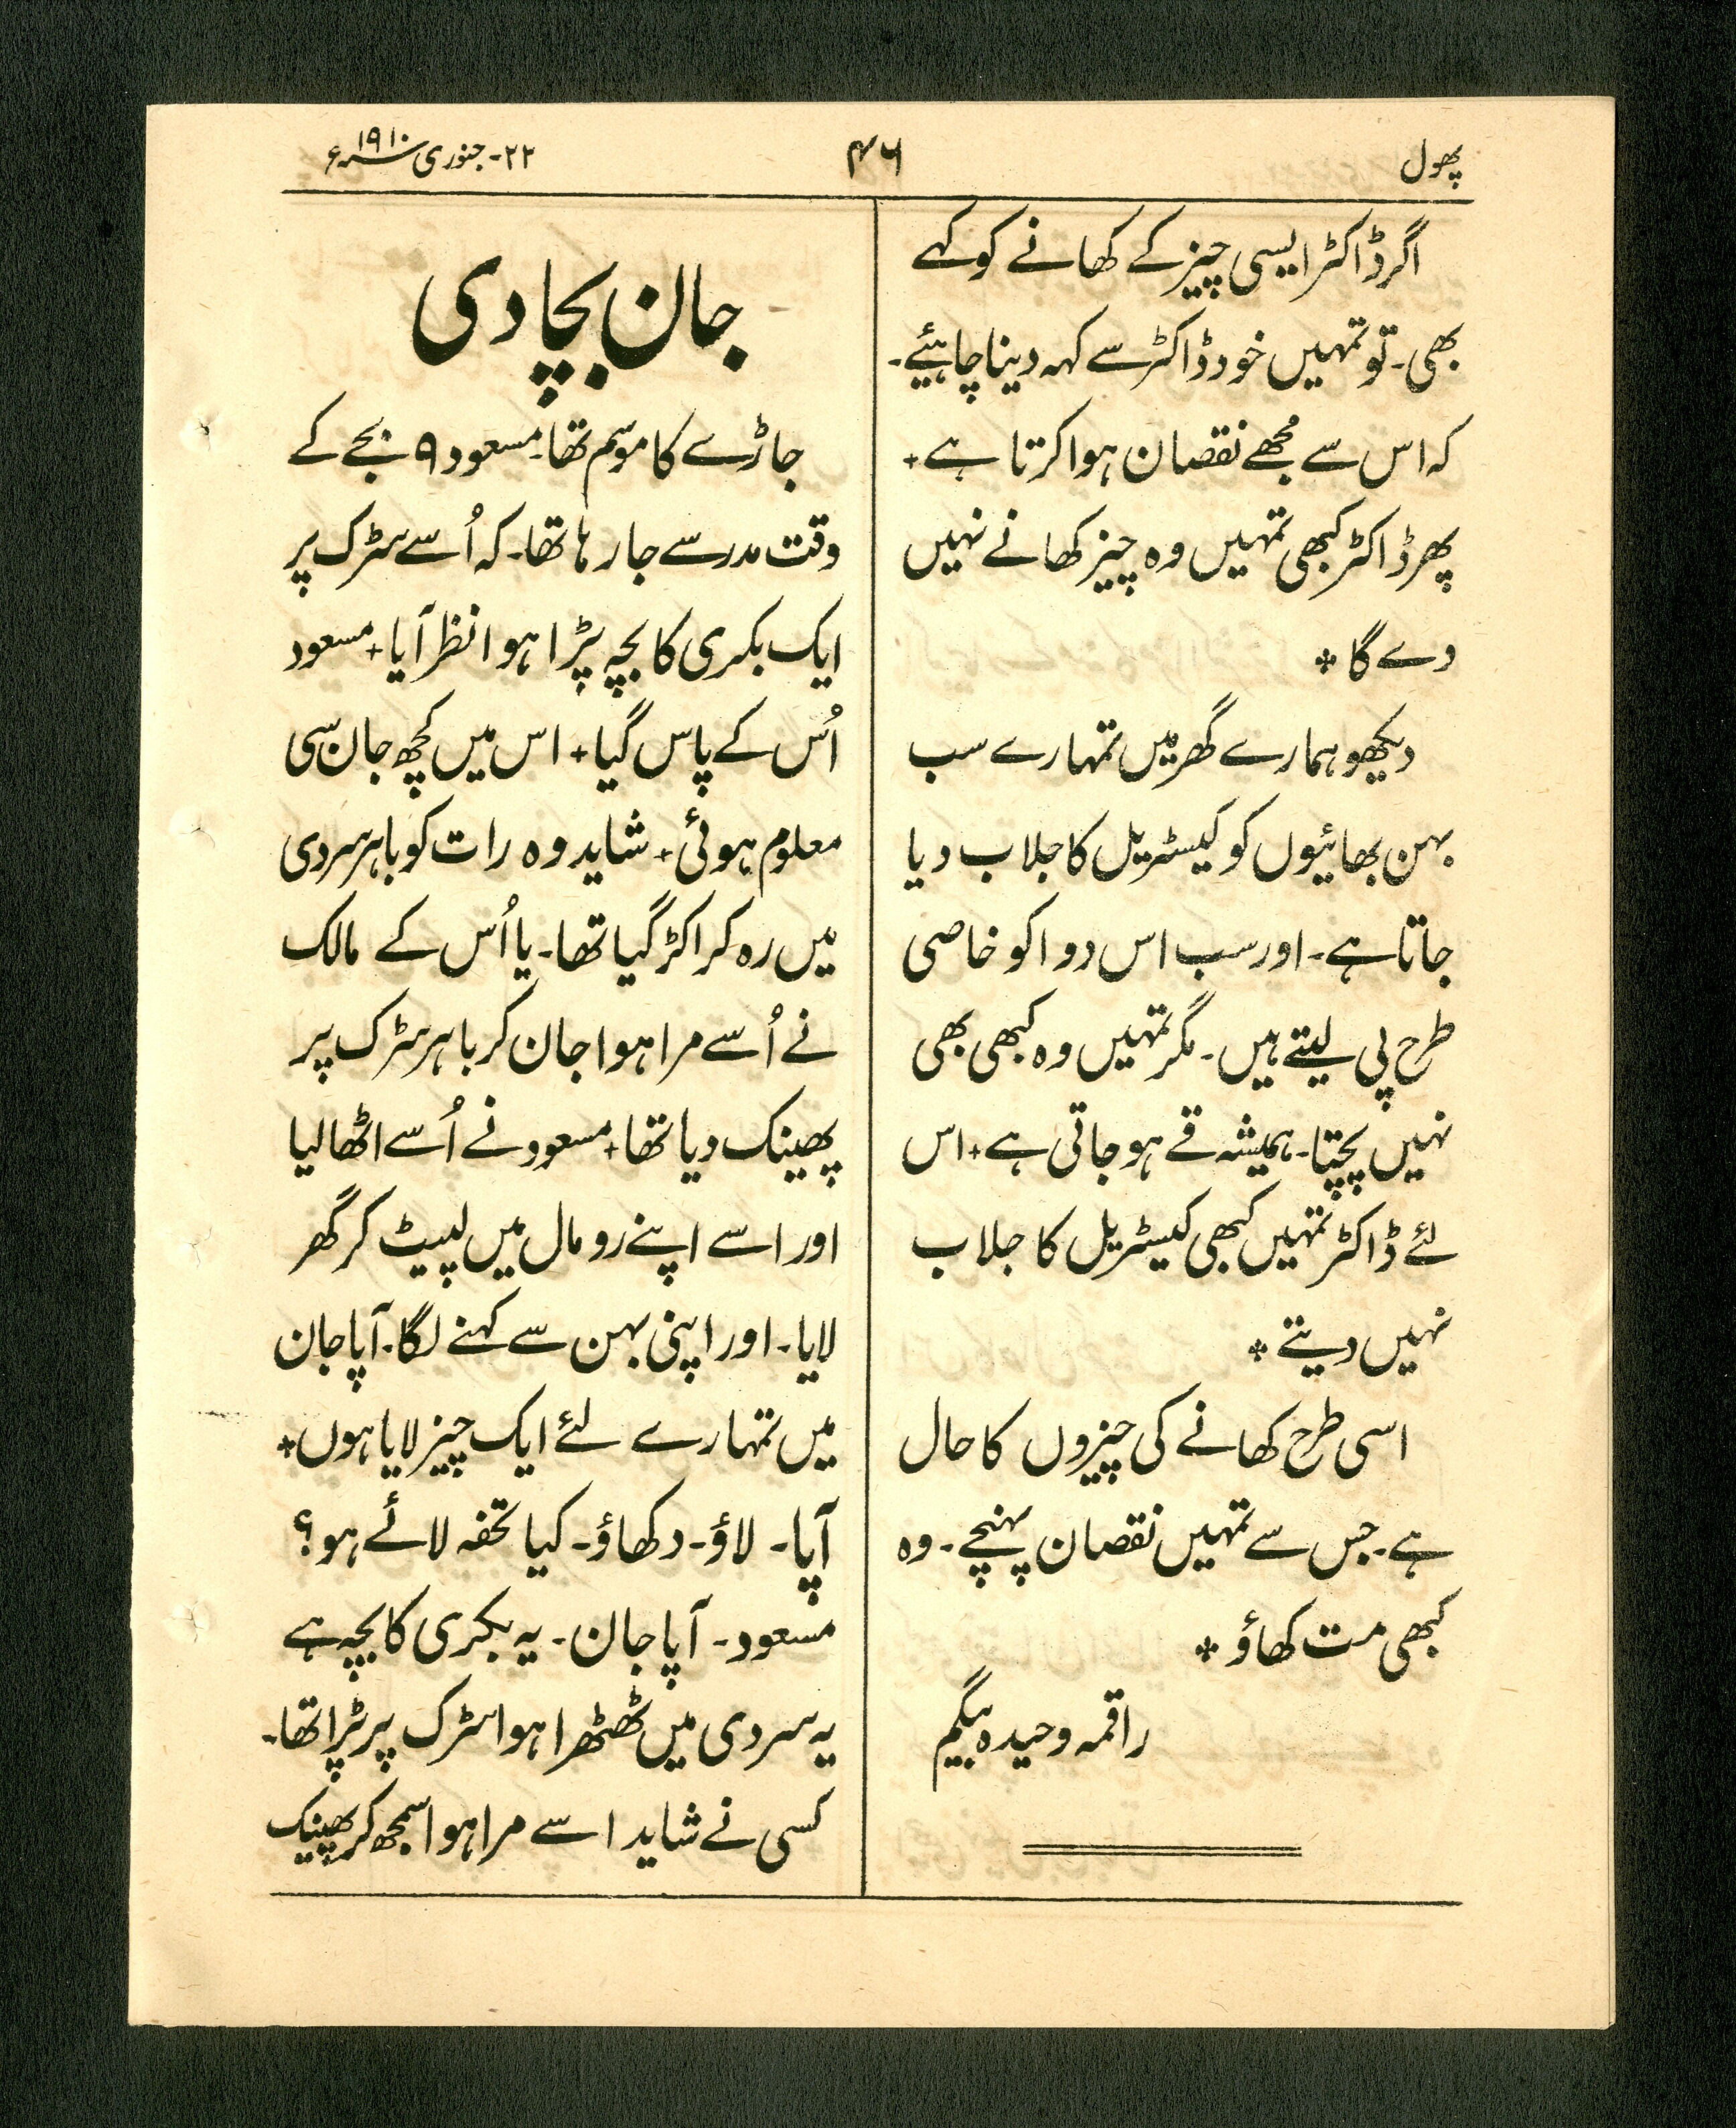 پھول
۴۶
۲۲- جنوری سنہ ۱۹۱۰ء
اگر ڈاکٹر ایسی چیز کے کھانے کو کہے
بھی۔ تو تمہیں خود ڈاکٹر سے کہہ دینا چاہئیے۔
کہ اس سے مجھے نقصان ہوا کرتا ہے+
پھر ڈاکٹر کبھی تمہیں وہ چیز کھانے نہیں
دے گا *
دیکھو ہمارے گھر میں تمہارے سب
بہن بھائیوں کو کیسٹریل کا جلاب دیا
جاتا ہے۔ اور سب اس دوا کو خاصی
طرح پی لیتے ہیں۔ مگر تمہیں وہ کبھی بھی
نہیں پچتا۔ ہمیشہ قے ہو جاتی ہے+ اس
لئے ڈاکٹر تمہیں کبھی کیسٹریل کا جلاب
نہیں دیتے *
اسی طرح کھانے کی چیزوں کا حال
ہے۔ جس سے تمہیں نقصان پہنچے۔ وہ
کبھی مت کھاؤ *
راقمہ وحیدہ بیگم
جان بچا دی
جاڑے کا موسم تھا۔ مسعود ۹ بجے کے
وقت مدرسے جا رہا تھا۔ کہ اُسے سڑک پر
ایک بکری کا بچہ پڑا ہوا نظر آیا+ مسعود
اُس کے پاس گیا+ اس میں کچھ جان سی
معلوم ہوئی+ شاید وہ رات کو باہر سردی
میں رہ کر اکڑ گیا تھا۔ یا اُس کے مالک
نے اُسے مرا ہوا جان کر باہر سڑک پر
پھینک دیا تھا+ مسعود نے اُسے اٹھا لیا
اور اسے اپنے رومال میں لپیٹ کر گھر
لایا۔ اور اپنی بہن سے کہنے لگا۔ آپا جان
میں تمہارے لئے ایک چیز لایا ہوں+
آپا۔ لاؤ۔ دکھاؤ۔ کیا تحفہ لائے ہو؟
مسعود۔ آپا جان۔ یہ بکری کا بچہ ہے
یہ سردی میں ٹھٹھرا ہوا سڑک پر پڑا تھا۔
کسی نے شاید اسے مرا ہوا سمجھ کر پھینک